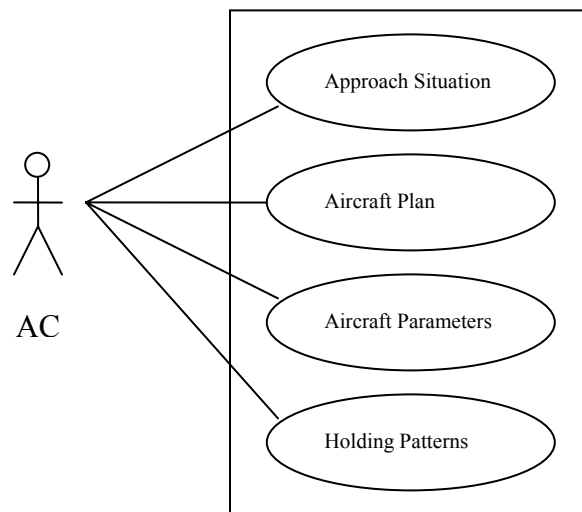 Approach Situation
Aircraft Plan
Aircraft Parameters
AC
Holding Patterns